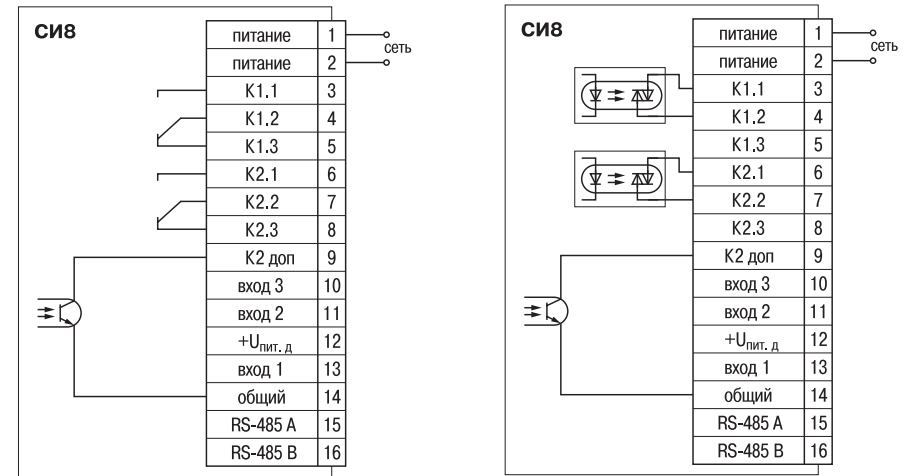 СИ8
питание 1
сеть
питание 2
К1.1 3
К1.2 4
К1.3 5
К2.1 6
К2.2 7
К2.3 8
К2 доп 9
вход 3 10
вход 2 11
+Uпит. д 12
вход 1 13
общий 14
RS-485 A 15
RS-485 B 16
СИ8
питание 1
сеть
питание 2
К1.1 3
К1.2 4
К1.3 5
К2.1 6
К2.2 7
К2.3 8
К2 доп 9
вход 3 10
вход 2 11
+Uпит. д 12
вход 1 13
общий 14
RS-485 A 15
RS-485 B 16